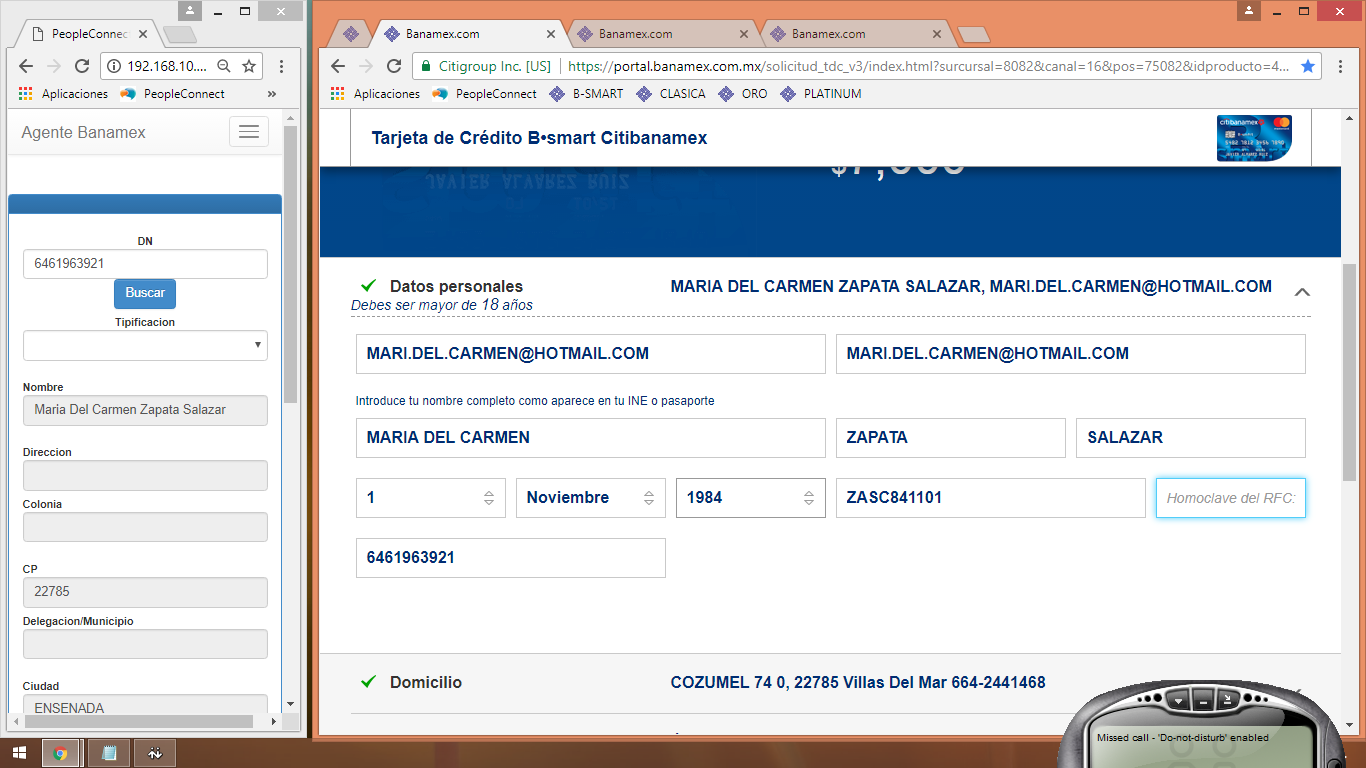 PeopleConnec
192.168.10....
Aplicaciones
PeopleConnect
»
Agente Banamex
DN
6461963921
Buscar
Tipificacion
Nombre
Maria Del Carmen Zapata Salazar
Direccion
Colonia
CP
22785
Delegacion/Municipio
Ciudad
ENSENADA
Banamex.com
Banamex.com
Banamex.com
Citigroup Inc. [US]
https://portal.banamex.com.mx/solicitud_tdc_v3/index.html?surcursal=8082&canal=16&pos=75082&idproducto=4...
Aplicaciones
PeopleConnect
B-SMART
CLASICA
ORO
PLATINUM
Tarjeta de Crédito B•smart Citibanamex
citibanamex
JAVIER ALVAREZ RUIZ
Datos personales
MARIA DEL CARMEN ZAPATA SALAZAR, MARI.DEL.CARMEN@HOTMAIL.COM
Debes ser mayor de 18 años
MARI.DEL.CARMEN@HOTMAIL.COM
MARI.DEL.CARMEN@HOTMAIL.COM
Introduce tu nombre completo como aparece en tu INE o pasaporte
MARIA DEL CARMEN
ZAPATA
SALAZAR
1
Noviembre
1984
ZASC841101
Homoclave del RFC:
6461963921
Domicilio
COZUMEL 74 0, 22785 Villas Del Mar 664-2441468
Missed call - 'Do-not-disturb' enabled